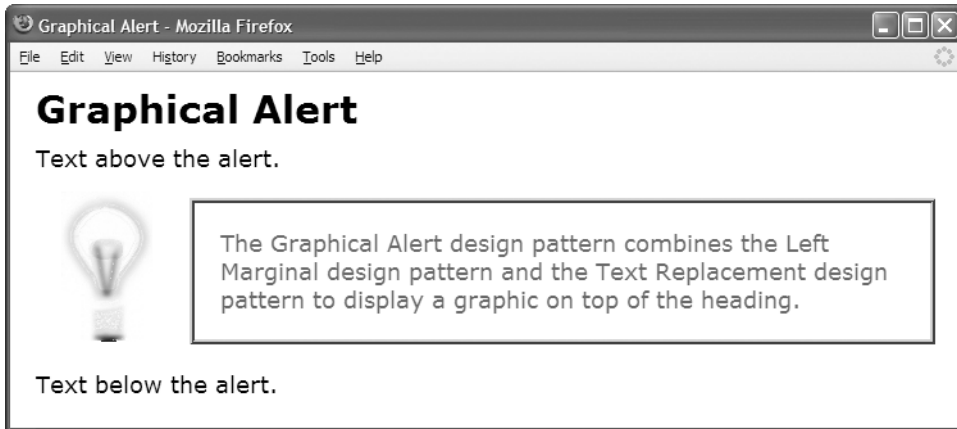 Graphical Alert - Mozilla Firefox
File Edit View History Bookmarks Tools Help
Graphical Alert
Text above the alert.
The Graphical Alert design pattern combines the Left
Marginal design pattern and the Text Replacement design
pattern to display a graphic on top of the heading.
Text below the alert.